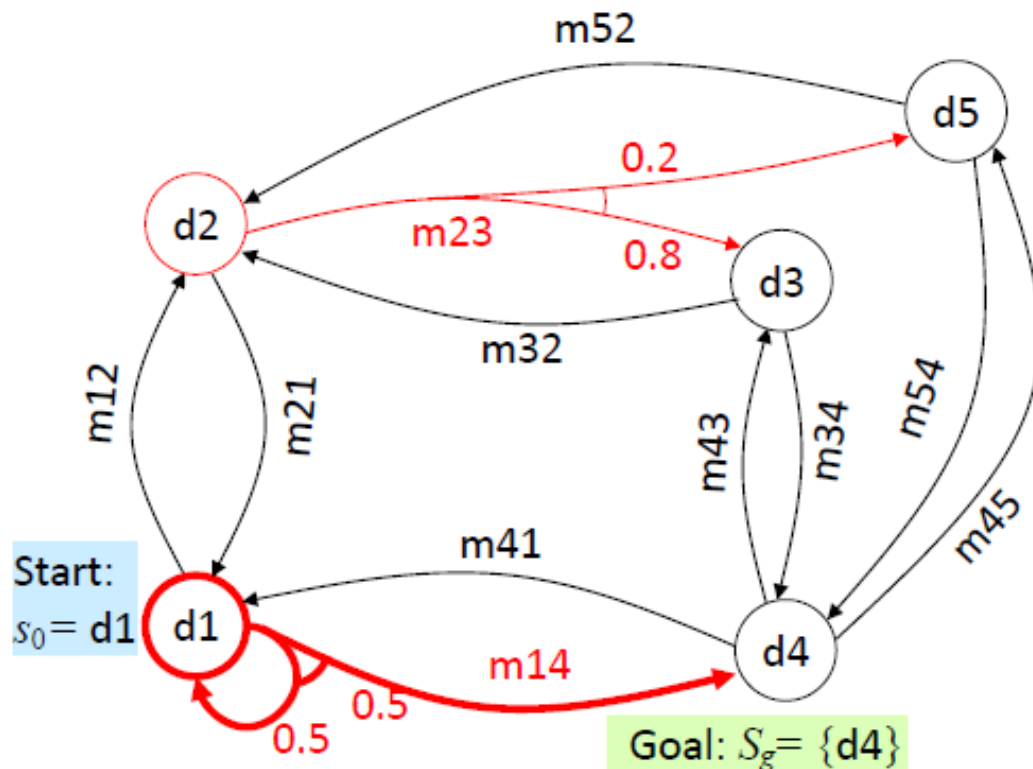 m52
d5
0.2
d2
m23
0.8
d3
m32
m12
m21
m43
m34
m54
m45
m41
Start:
s0 = d1
d1
m14
d4
0.5
0.5
Goal: Sg = {d4}